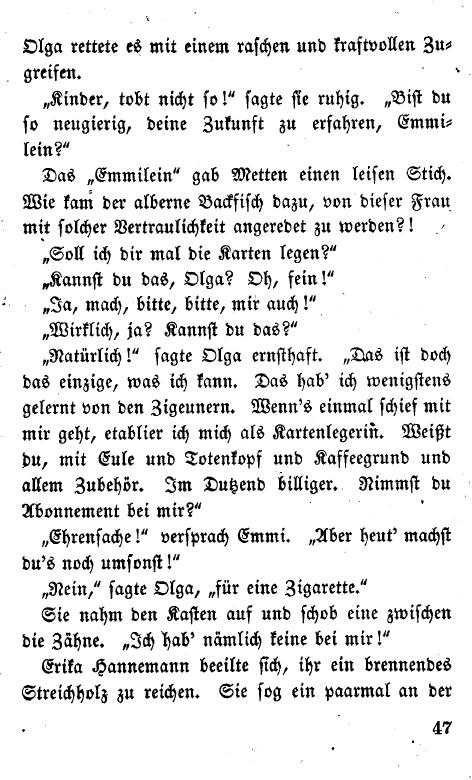 Olga rettete es mit einem raschen und kraftvollen Zu-
greifen.
„Kinder, tobt nicht so!“ sagte sie ruhig. „Bist du
so neugierig, deine Zukunft zu erfahren, Emmi-
lein?“
Das „Emmilein“ gab Metten einen leisen Stich.
Wie kam der alberne Backfisch dazu, von dieser Frau
mit solcher Vertraulichkeit angeredet zu werden?!
„Soll ich dir mal die Karten legen?“
„Kannst du das, Olga? Oh, fein!“
„Ja, mach, bitte, bitte, mir auch!“
„Wirklich, ja? Kannst du das?“
„Natürlich!“ sagte Olga ernsthaft. „Das ist doch
das einzige, was ich kann. Das hab' ich wenigstens
gelernt von den Zigeunern. Wenn's einmal schief mit
mir geht, etablier ich mich als Kartenlegerin. Weißt
du, mit Eule und Totenkopf und Kaffeegrund und
allem Zubehör. Im Dutzend billiger. Nimmst du
Abonnement bei mir?“
„Ehrensache!“ versprach Emmi. „Aber heut' machst
du's noch umsonst!“
„Nein,“ sagte Olga, „für eine Zigarette.“
Sie nahm den Kasten auf und schob eine zwischen
die Zähne. „Ich hab' nämlich keine bei mir!“
Erika Hannemann beeilte sich, ihr ein brennendes
Streichholz zu reichen. Sie sog ein paarmal an der
47